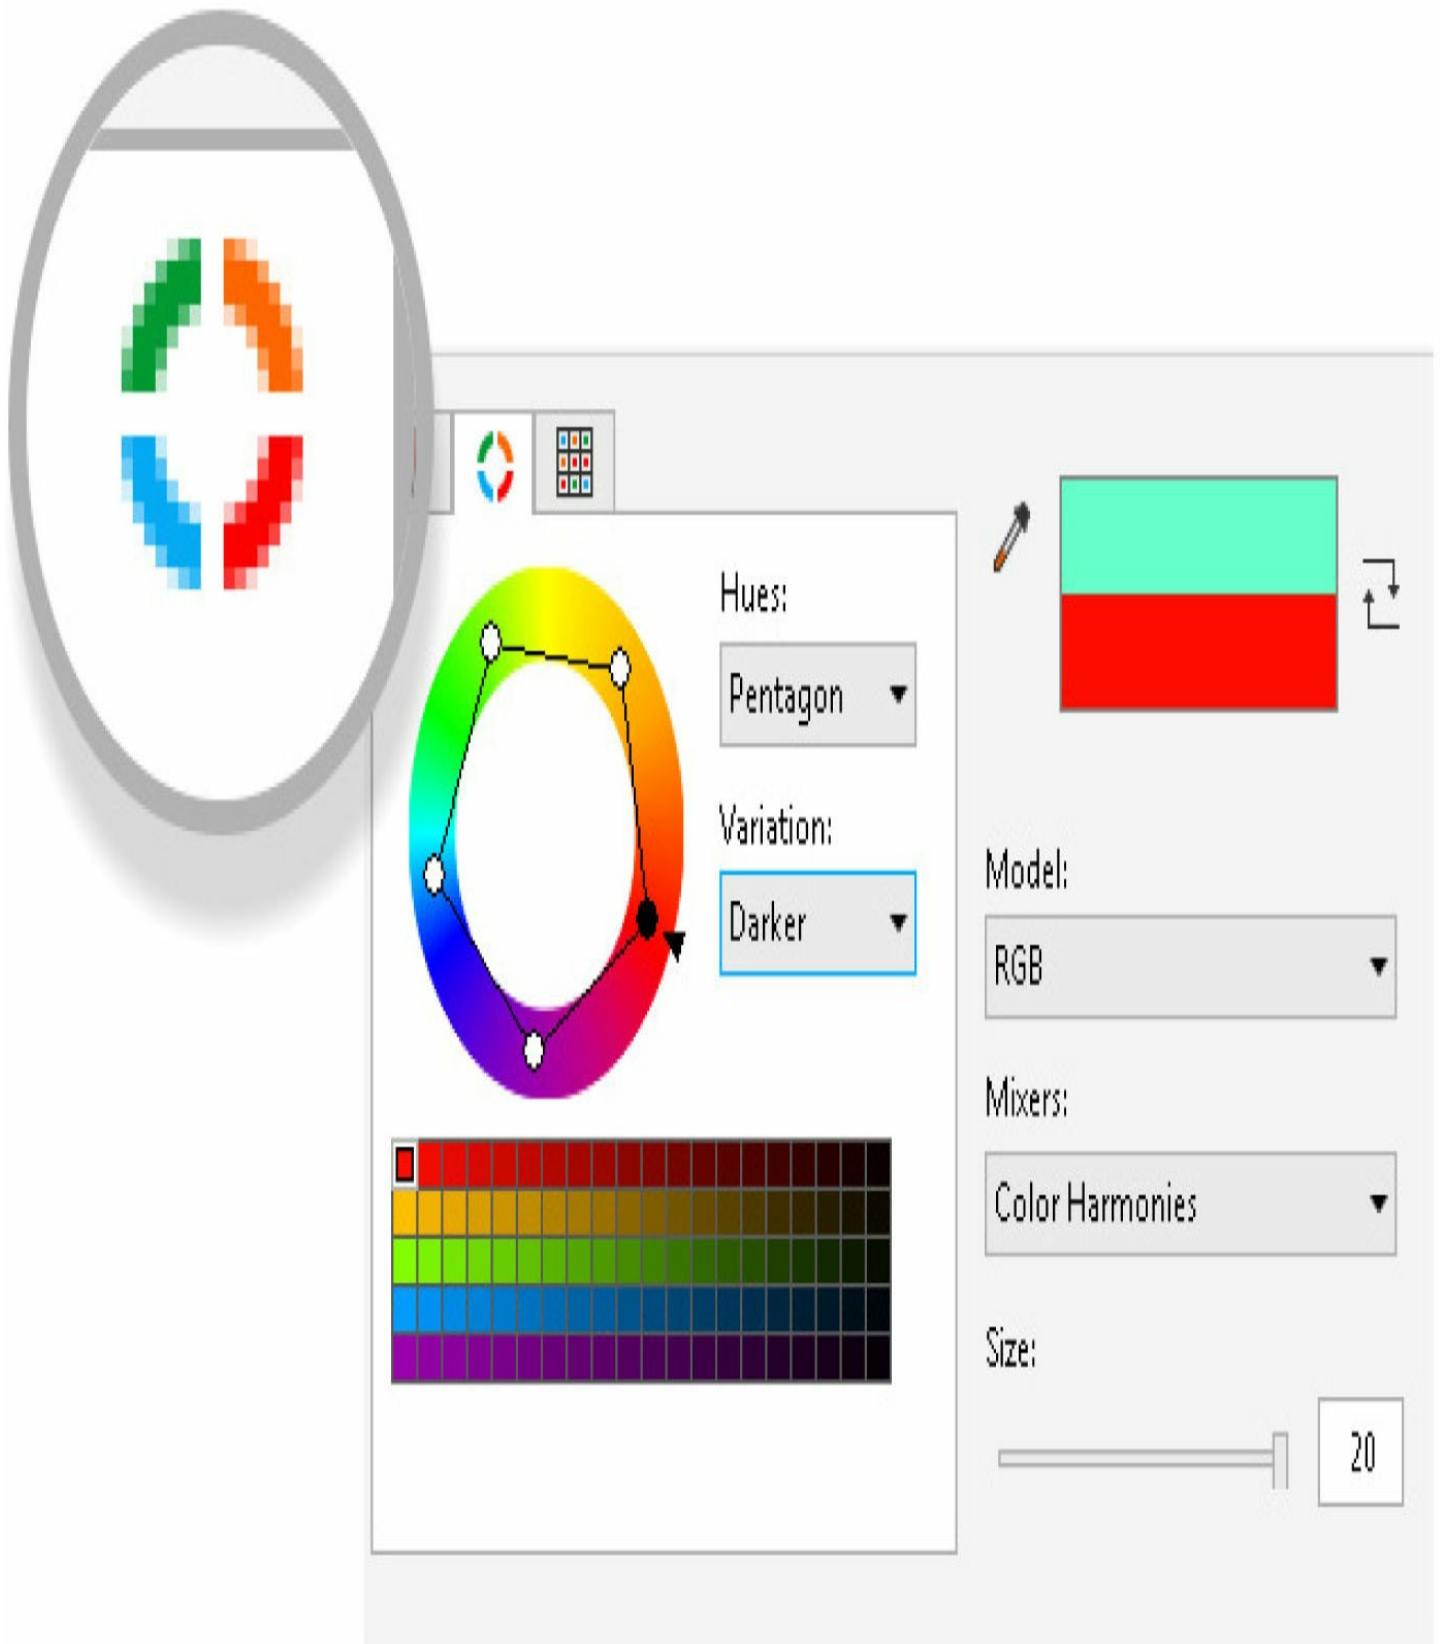 Hues:
Pentagon
Variation:
Darker
Model:
RGB
Mixers:
Color Harmonies
Size:
20